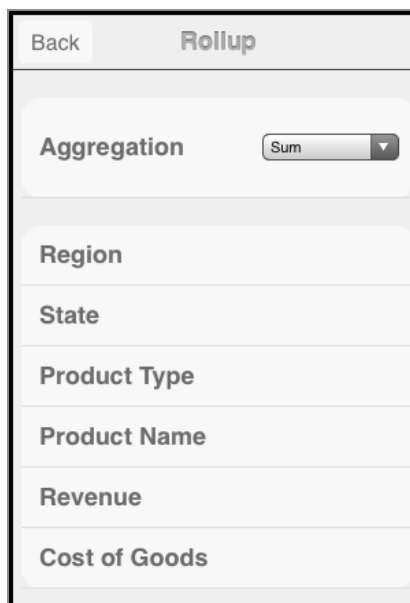 Back
Rollup
Aggregation
Sum
Region
State
Product Type
Product Name
Revenue
Cost of Goods